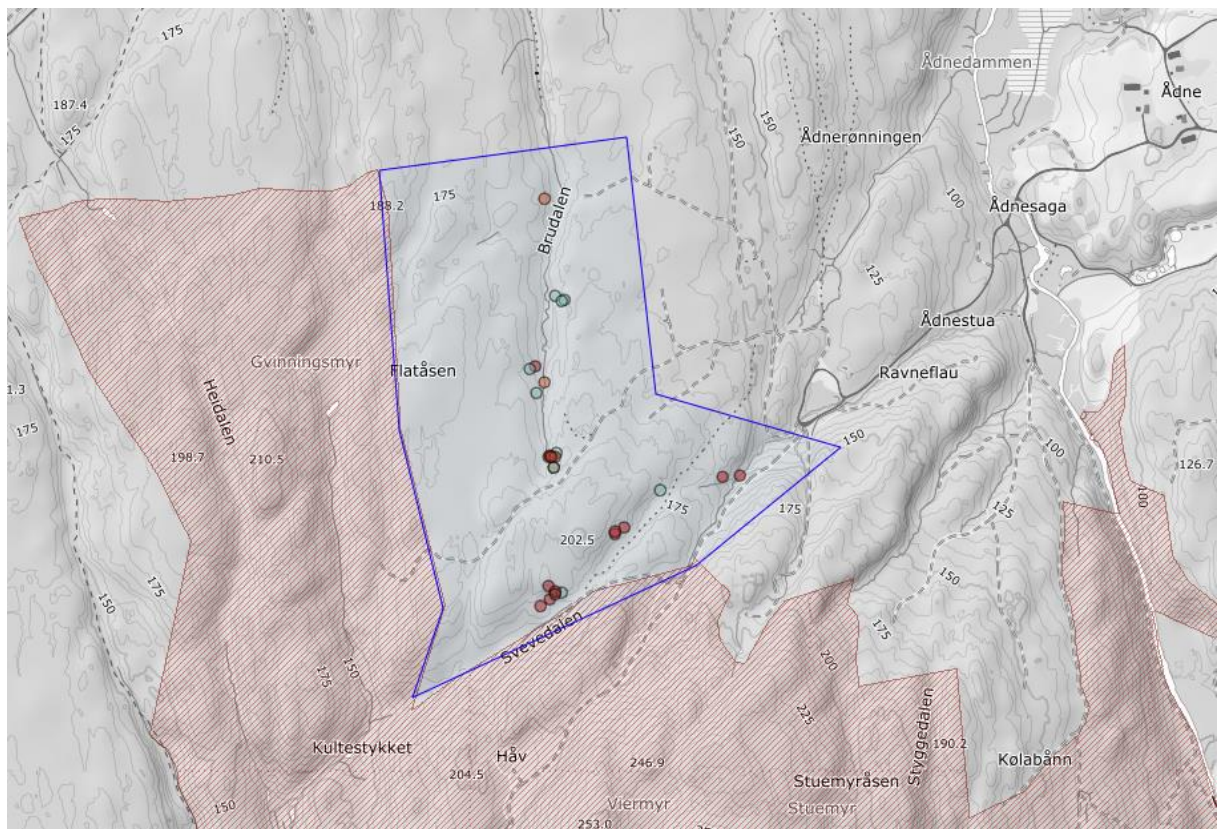 175
187.4
175
150
150
Ådnedammen
Ådne
Ådnerønningen
100
Ådnesaga
188.2
175
Brudalen
125
Ådnestua
Gvinningsmyr
Flatåsen
Ravneflau
1.3
175
Heidalen
198.7
210.5
150
100
126.7
100
175
175
125
202.5
175
150
150
175
Svevedalen
150
175
200
225
Styggedalen
190.2
Kultestykket
Håv
204.5
246.9
Stuemyråsen
Kølabånn
150
Viermyr
Stuemyr
253.0